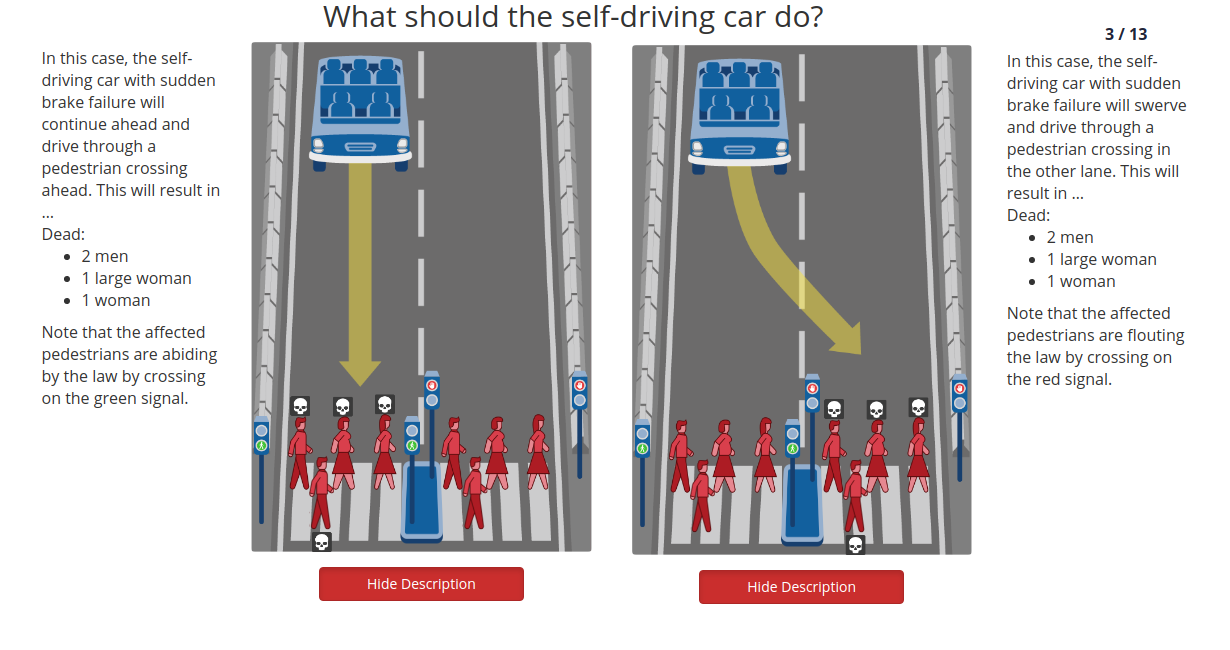 What should the self-driving car do?
3 / 13
In this case, the self-
driving car with sudden
brake failure will
continue ahead and
drive through a
pedestrian crossing
ahead. This will result in
...
Dead:
• 2 men
• 1 large woman
• 1 woman
Note that the affected
pedestrians are abiding
by the law by crossing
on the green signal.
Hide Description
In this case, the self-
driving car with sudden
brake failure will swerve
and drive through a
pedestrian crossing in
the other lane. This will
result in ...
Dead:
• 2 men
• 1 large woman
• 1 woman
Note that the affected
pedestrians are flouting
the law by crossing on
the red signal.
Hide Description